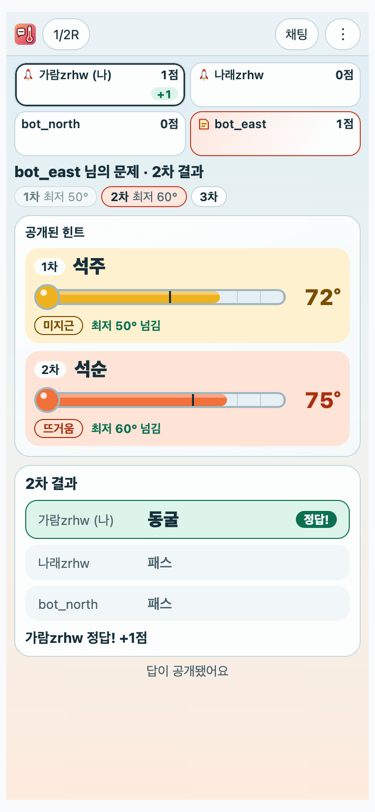 1/2R
채팅
가람zrhw (나) 1점
+1
나래zrhw 0점
bot_north 0점
bot_east 1점
bot_east 님의 문제 · 2차 결과
1차 최저 50°
2차 최저 60°
3차
공개된 힌트
1차 석주
72°
미지근 최저 50° 넘김
2차 석순
75°
뜨거움 최저 60° 넘김
2차 결과
가람zrhw (나) 동굴 정답!
나래zrhw 패스
bot_north 패스
가람zrhw 정답! +1점
답이 공개됐어요